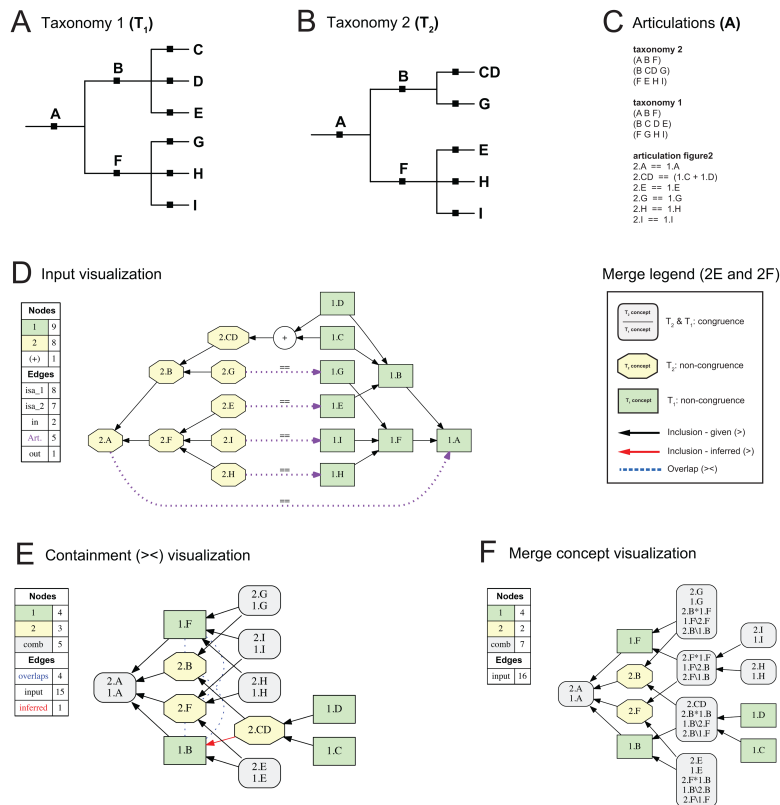 A Taxonomy 1 (T1)
C
B
D
A
E
G
F
H
I
B Taxonomy 2 (T2)
CD
B
G
A
E
F
H
I
C Articulations (A)
taxonomy 2
(A B F)
(B CD G)
(F E H I)
taxonomy 1
(A B F)
(B C D E)
(F G H I)
articulation figure2
2.A == 1.A
2.CD == (1.C + 1.D)
2.E == 1.E
2.G == 1.G
2.H == 1.H
2.I == 1.I
D Input visualization
Nodes
1 9
2 8
(+) 1
Edges
isa_1 8
isa_2 7
in 2
Art. 5
out 1
1.D
2.CD + 1.C
2.B 2.G == 1.G 1.B
2.E == 1.E
2.A 2.F 2.I == 1.I 1.F 1.A
2.H == 1.H
==
Merge legend (2E and 2F)
T2 concept
T1 concept
T2 & T1: congruence
T2 concept
T2: non-congruence
T1 concept
T1: non-congruence
Inclusion - given (>)
Inclusion - inferred (>)
Overlap (><)
E Containment (><) visualization
Nodes
1 4
2 3
comb 5
Edges
overlaps 4
input 15
inferred 1
2.G
1.G
1.F
2.I
1.I
2.B
2.A
1.A
2.H
1.H
2.F
1.D
2.CD
1.B
1.C
2.E
1.E
F Merge concept visualization
Nodes
1 4
2 2
comb 7
Edges
input 16
2.G
1.G
2.B*1.F
1.F\2.F
2.B\1.B
1.F
2.I
1.I
2.F*1.F
1.F\2.B
2.F\1.B
2.B
2.H
1.H
2.A
1.A
2.F
2.CD
2.B*1.B
1.B\2.F
2.B\1.F
1.D
1.B
1.C
2.E
1.E
2.F*1.B
1.B\2.B
2.F\1.F